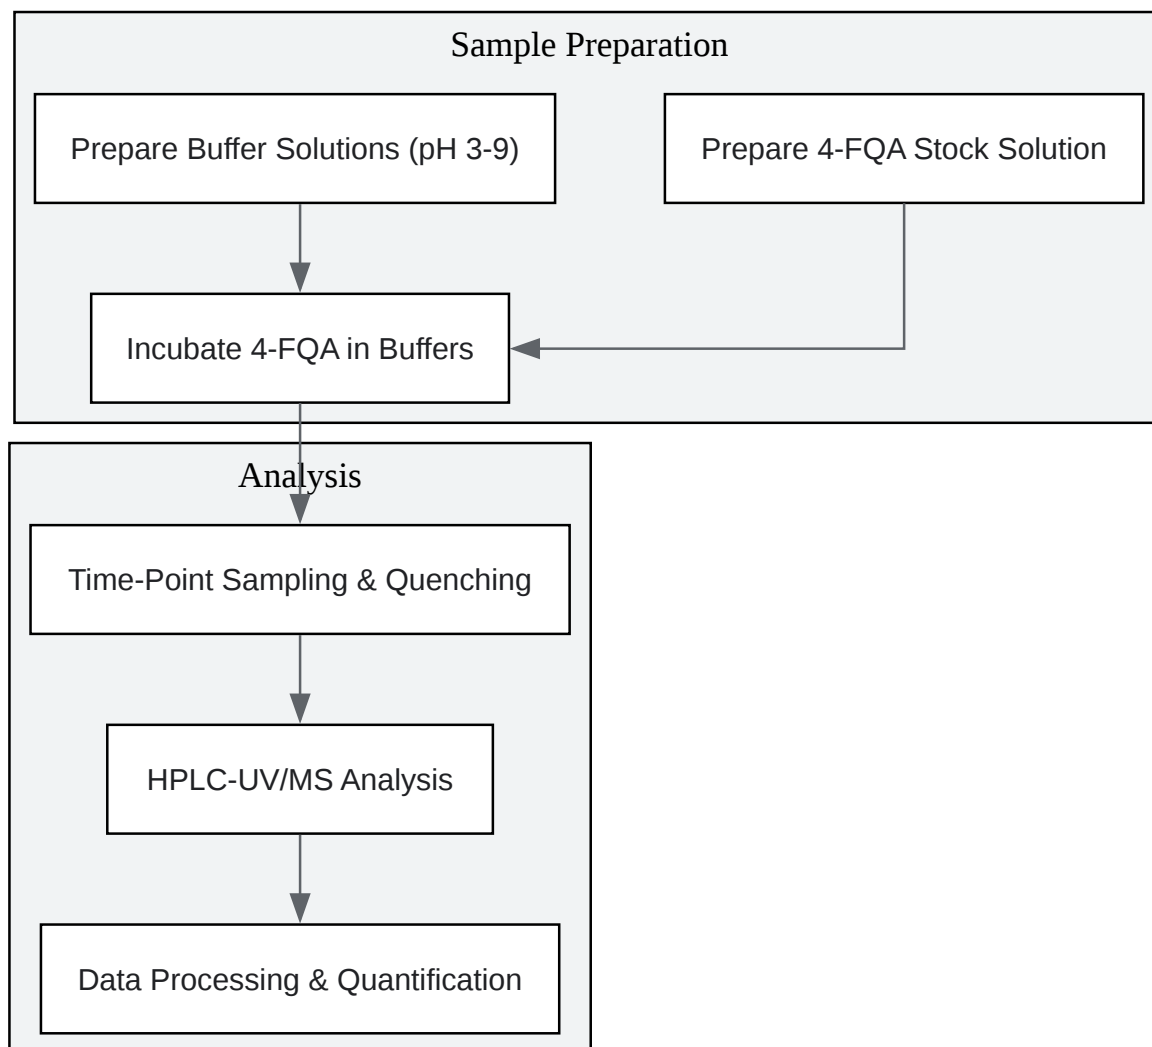 Sample Preparation
Prepare Buffer Solutions (pH 3-9)
Prepare 4-FQA Stock Solution
Incubate 4-FQA in Buffers
Analysis
Time-Point Sampling & Quenching
HPLC-UV/MS Analysis
Data Processing & Quantification